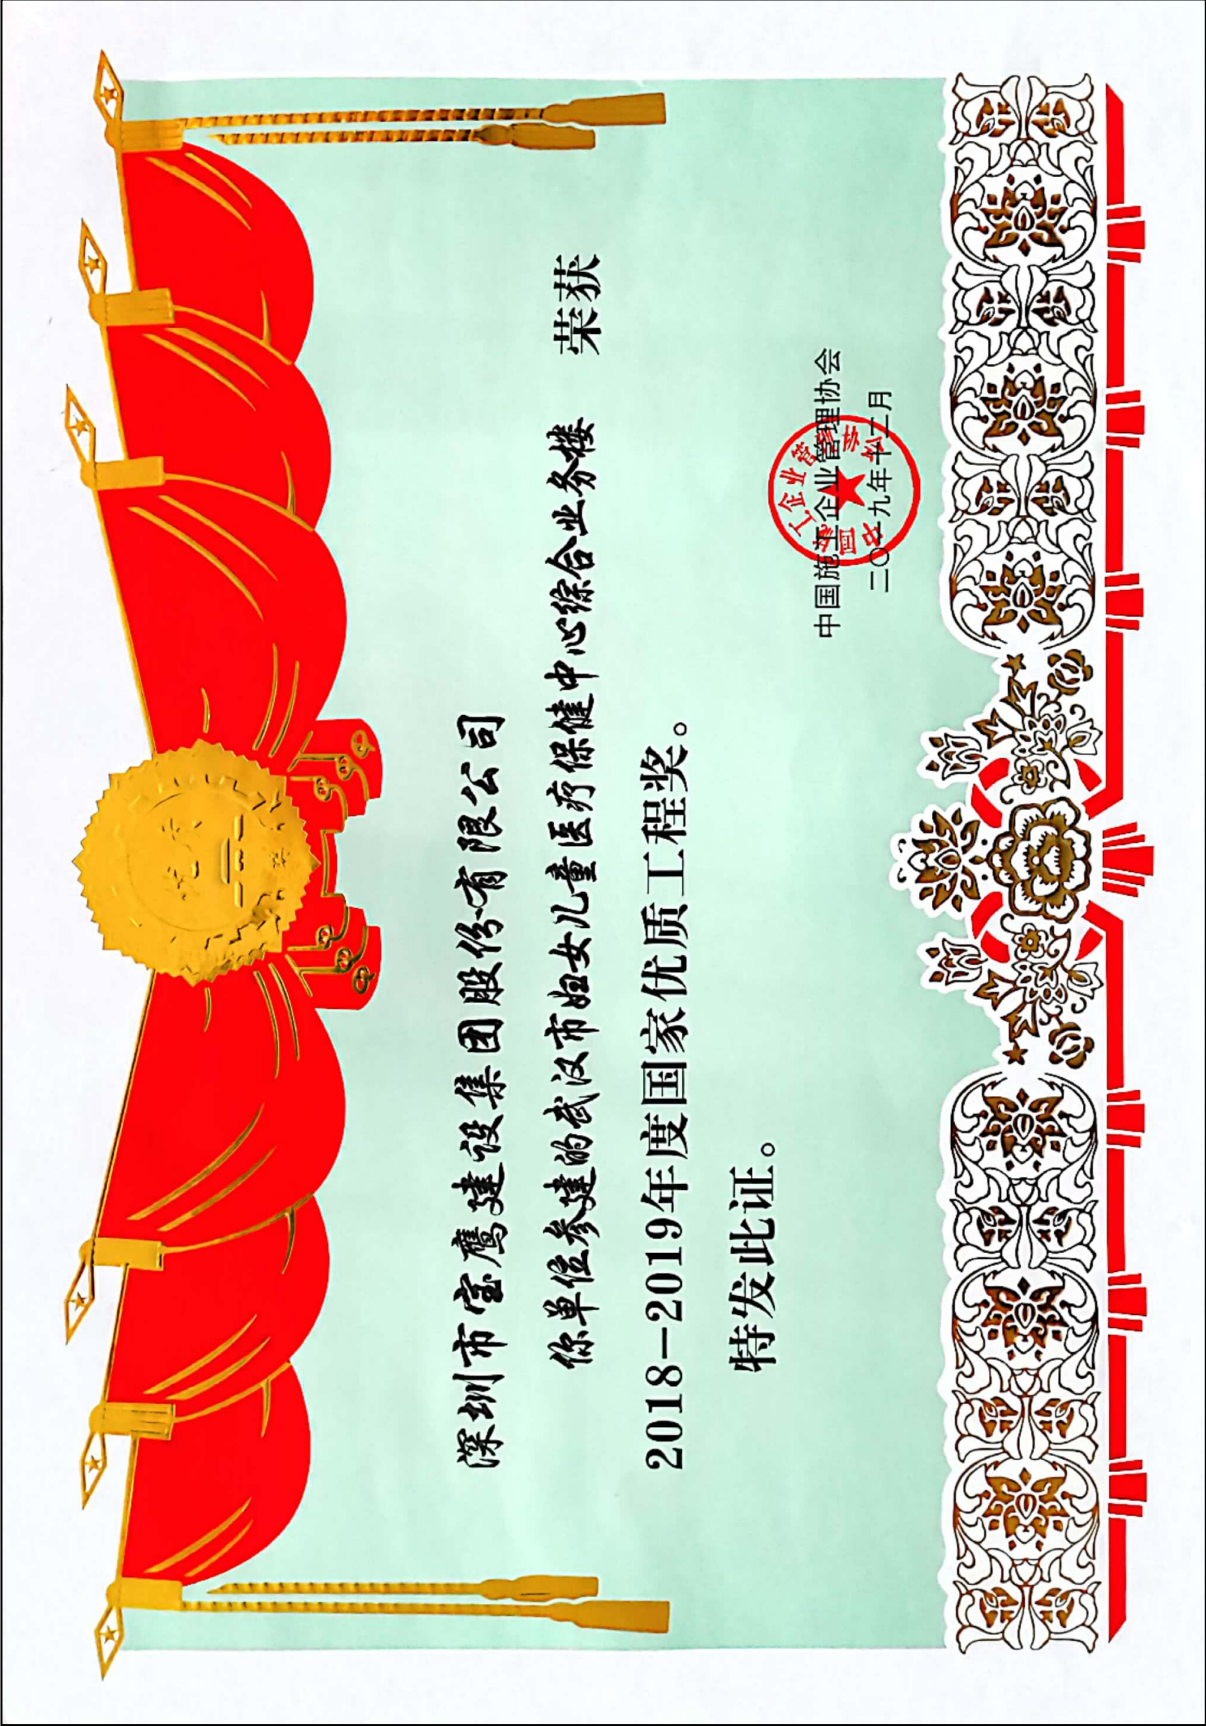 深圳市宝鹰建设集团股份有限公司
你单位参建的武汉市妇女儿童医疗保健中心综合业务楼 荣获
2018-2019年度国家优质工程奖。
特发此证。
中国施工企业管理协会
二〇一九年十二月